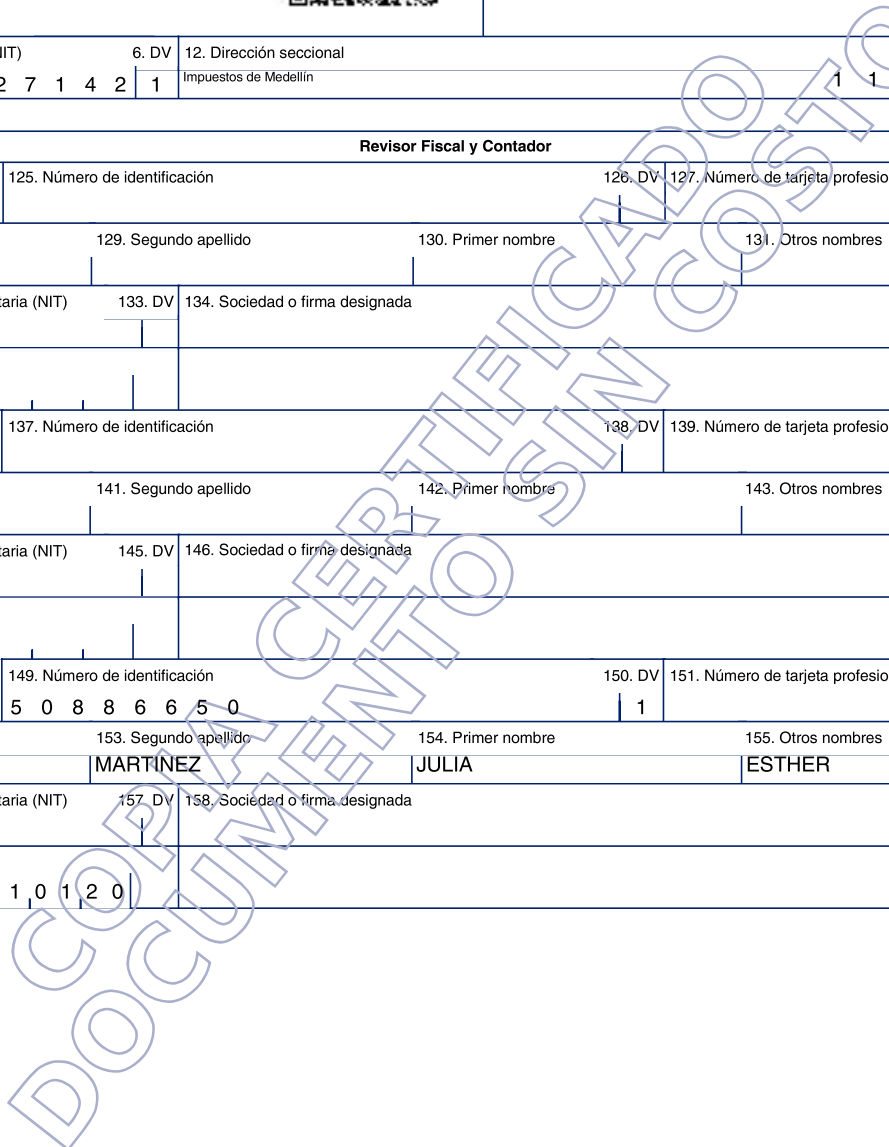 IIT) 6. DV 12. Dirección seccional
2 7 1 4 2 1 Impuestos de Medellín 1 1
Revisor Fiscal y Contador
125. Número de identificación 126. DV 127. Número de tarjeta profesio
129. Segundo apellido 130. Primer nombre 131. Otros nombres
taria (NIT) 133. DV 134. Sociedad o firma designada
137. Número de identificación 138. DV 139. Número de tarjeta profesio
141. Segundo apellido 142. Primer nombre 143. Otros nombres
taria (NIT) 145. DV 146. Sociedad o firma designada
149. Número de identificación 150. DV 151. Número de tarjeta profesio
5 0 8 8 6 6 5 0 1
153. Segundo apellido 154. Primer nombre 155. Otros nombres
MARTINEZ JULIA ESTHER
taria (NIT) 157. DV 158. Sociedad o firma designada
1 0 1 2 0
COPIA CERTIFICADO
DOCUMENTO SIN COSTO